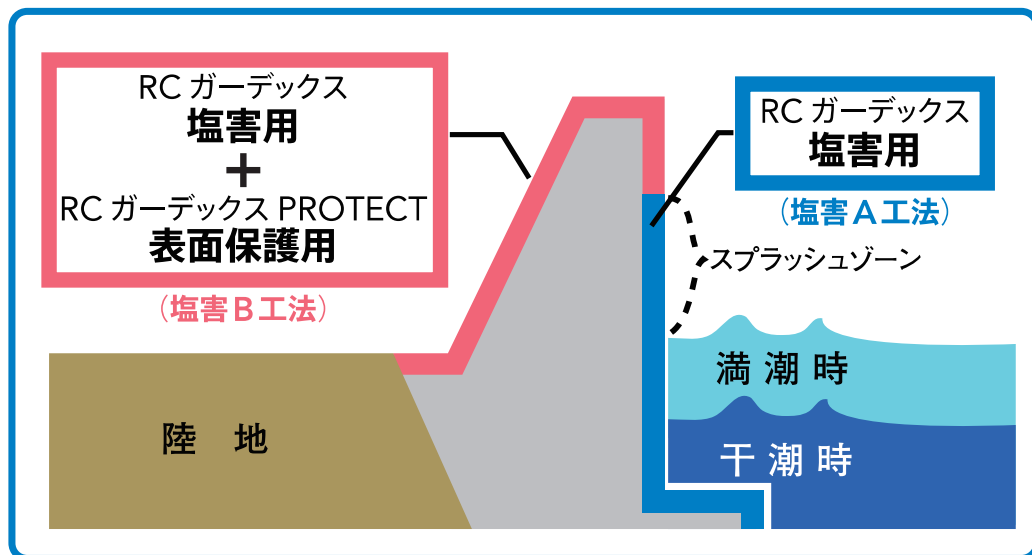 RC ガーデックス
塩害用
+
RC ガーデックス PROTECT
表面保護用
(塩害B工法)
RC ガーデックス
塩害用
(塩害A工法)
スプラッシュゾーン
満潮時
干潮時
陸 地